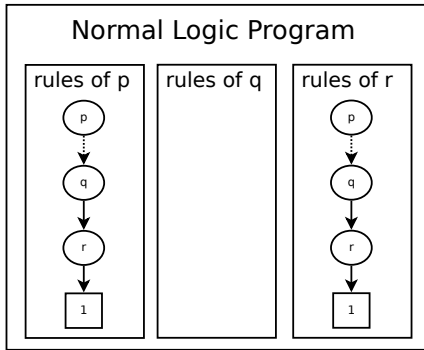 Normal Logic Program
rules of p
p
q
r
1
rules of q
rules of r
p
q
r
1